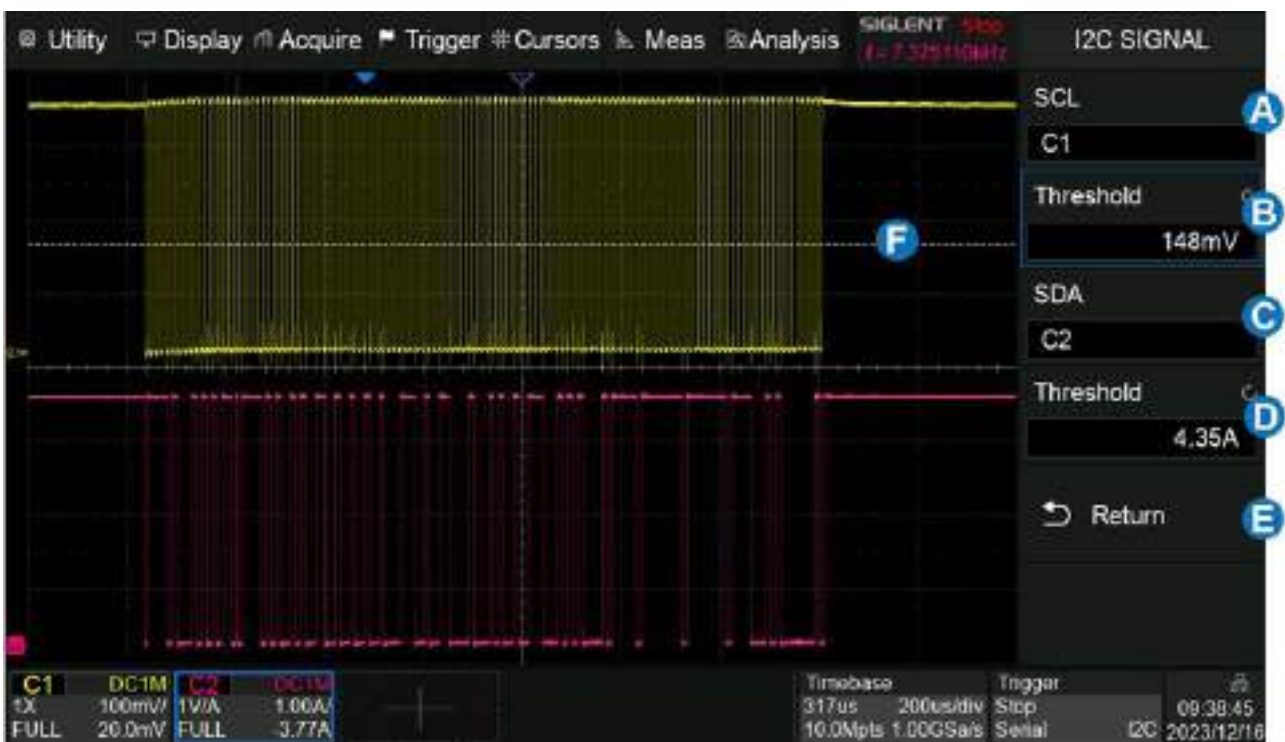 Utility Display Acquire Trigger Cursors Meas Analysis
SIGLENT Stop
f = 7.325110MHz
I2C SIGNAL
SCL
A
C1
Threshold
B
148mV
F
SDA
C
C2
Threshold
D
4.35A
Return
E
C1 DC1M
1X 100mV/
FULL 20.0mV
C2 DC1M
1V/A 1.00A/
FULL -3.77A
Timebase
317us 200us/div
10.0Mpts 1.00GSa/s
Trigger
Stop
Serial I2C
09:38:45
2023/12/16